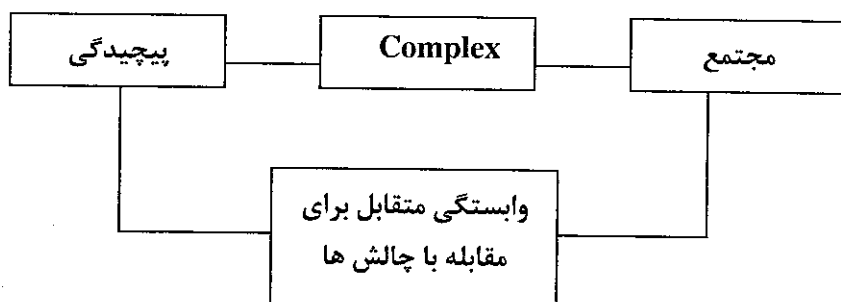 مجتمع
Complex
پیچیدگی
وابستگی متقابل برای
مقابله با چالش ها